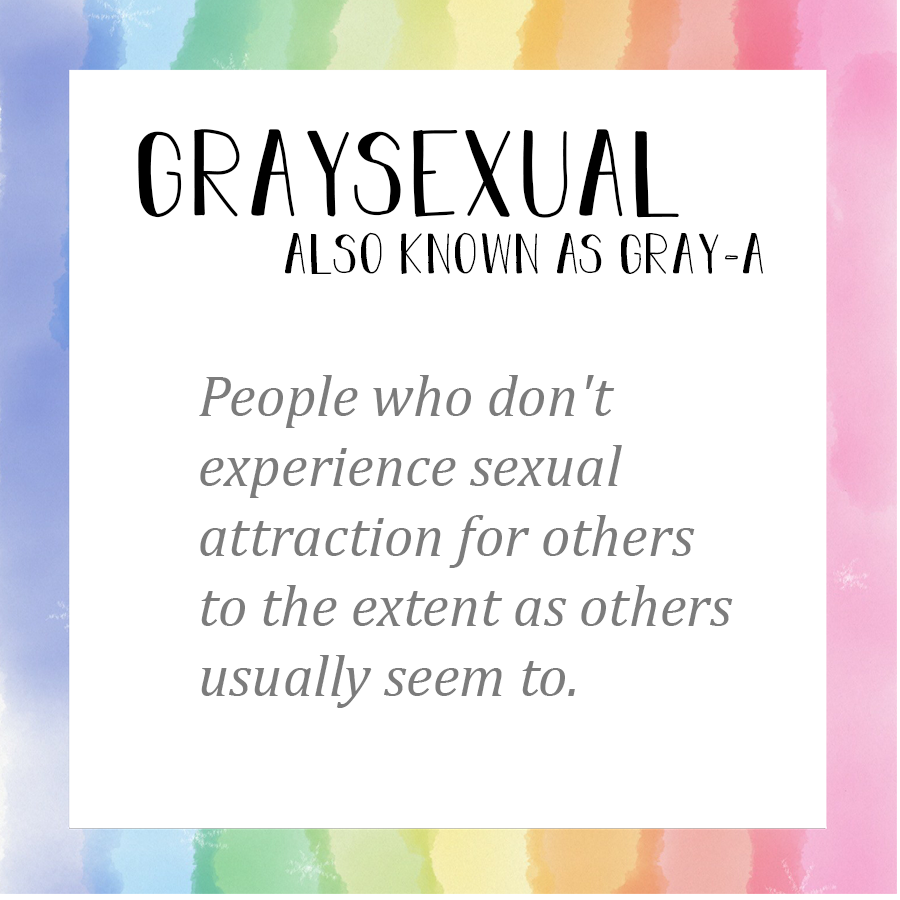 GRAYSEXUAL
ALSO KNOWN AS GRAY-A
People who don't
experience sexual
attraction for others
to the extent as others
usually seem to.